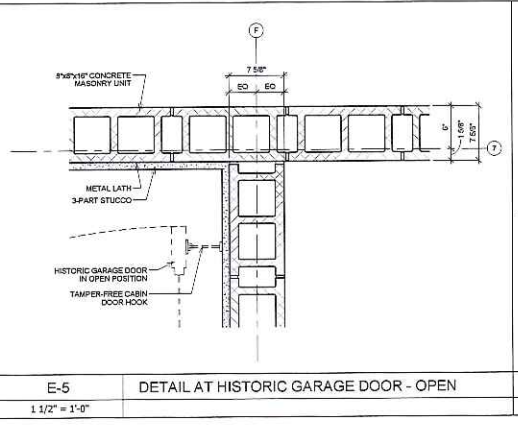 F
7 5/8"
EQ EQ
8"x8"x16" CONCRETE
MASONRY UNIT
6"
1 5/8"
7 5/8"
7
METAL LATH
3-PART STUCCO
HISTORIC GARAGE DOOR
IN OPEN POSITION
TAMPER-FREE CABIN
DOOR HOOK
E-5
DETAIL AT HISTORIC GARAGE DOOR - OPEN
1 1/2" = 1'-0"